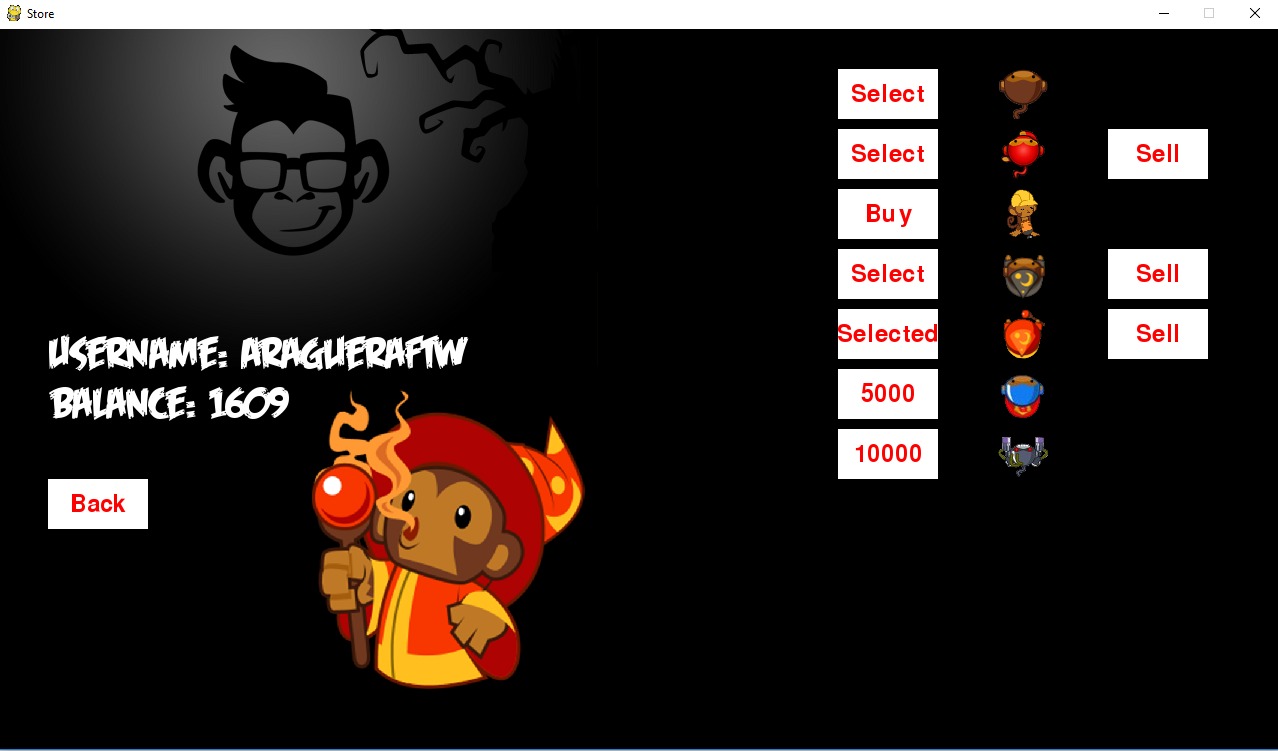 Store
Select
Select Sell
Buy
Select Sell
USERNAME: ARAGUERAFTW
Selected Sell
BALANCE: 1609
5000
10000
Back